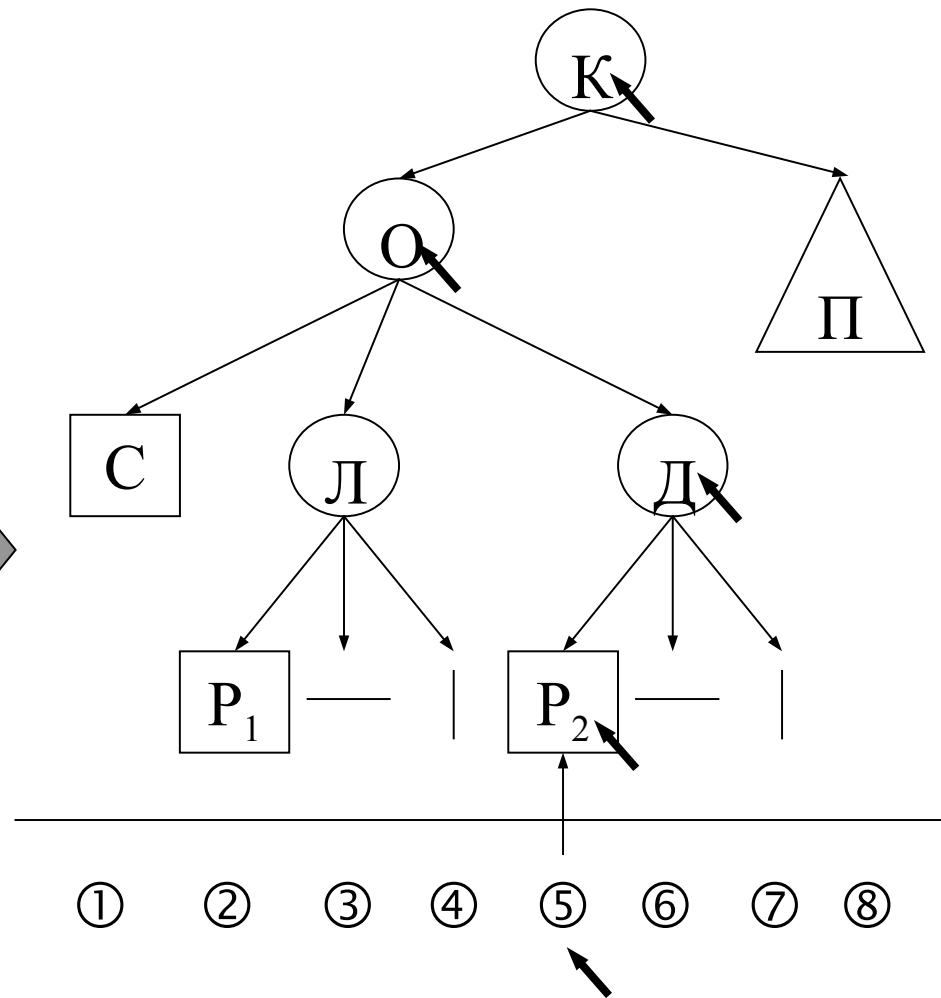 К
О
П
С Л Д
Р1 Р2
① ② ③ ④ ⑤ ⑥ ⑦ ⑧